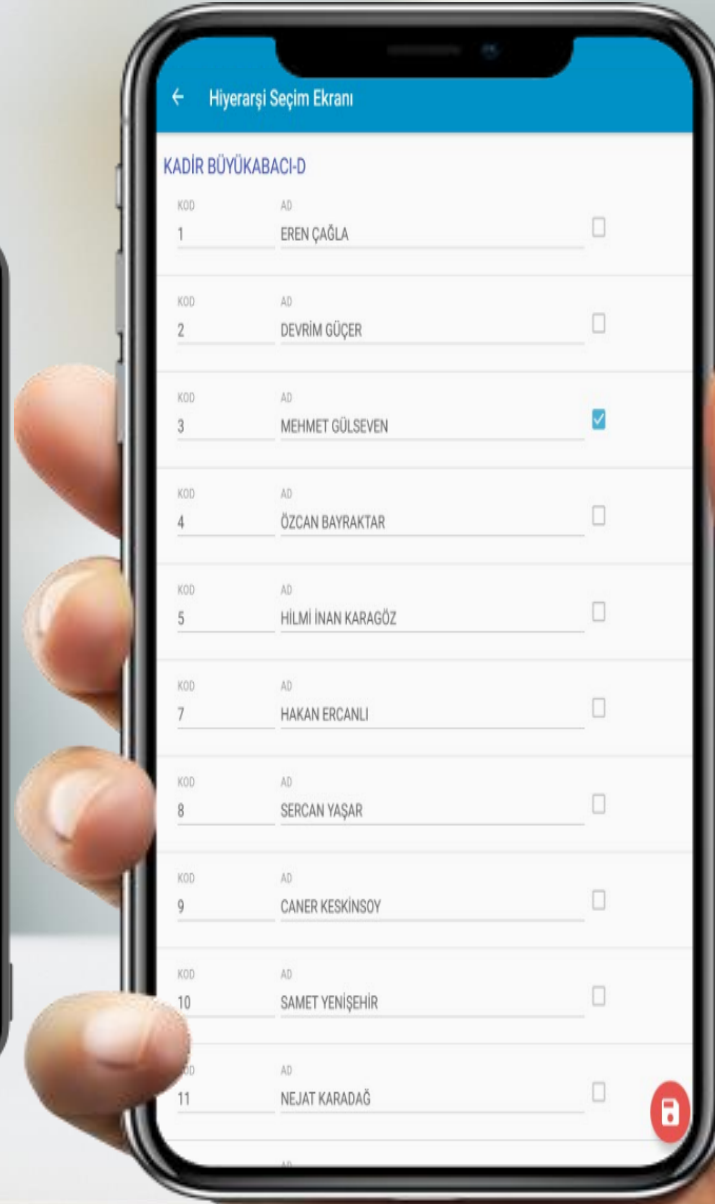 Hiyerarşi Seçim Ekranı
KADİR BÜYÜKABACI-D
KOD AD
1 EREN ÇAĞLA
KOD AD
2 DEVRİM GÜÇER
KOD AD
3 MEHMET GÜLSEVEN
KOD AD
4 ÖZCAN BAYRAKTAR
KOD AD
5 HİLMİ İNAN KARAGÖZ
KOD AD
7 HAKAN ERCANLI
KOD AD
8 SERCAN YAŞAR
KOD AD
9 CANER KESKİNSOY
KOD AD
10 SAMET YENİŞEHİR
AD
11 NEJAT KARADAĞ